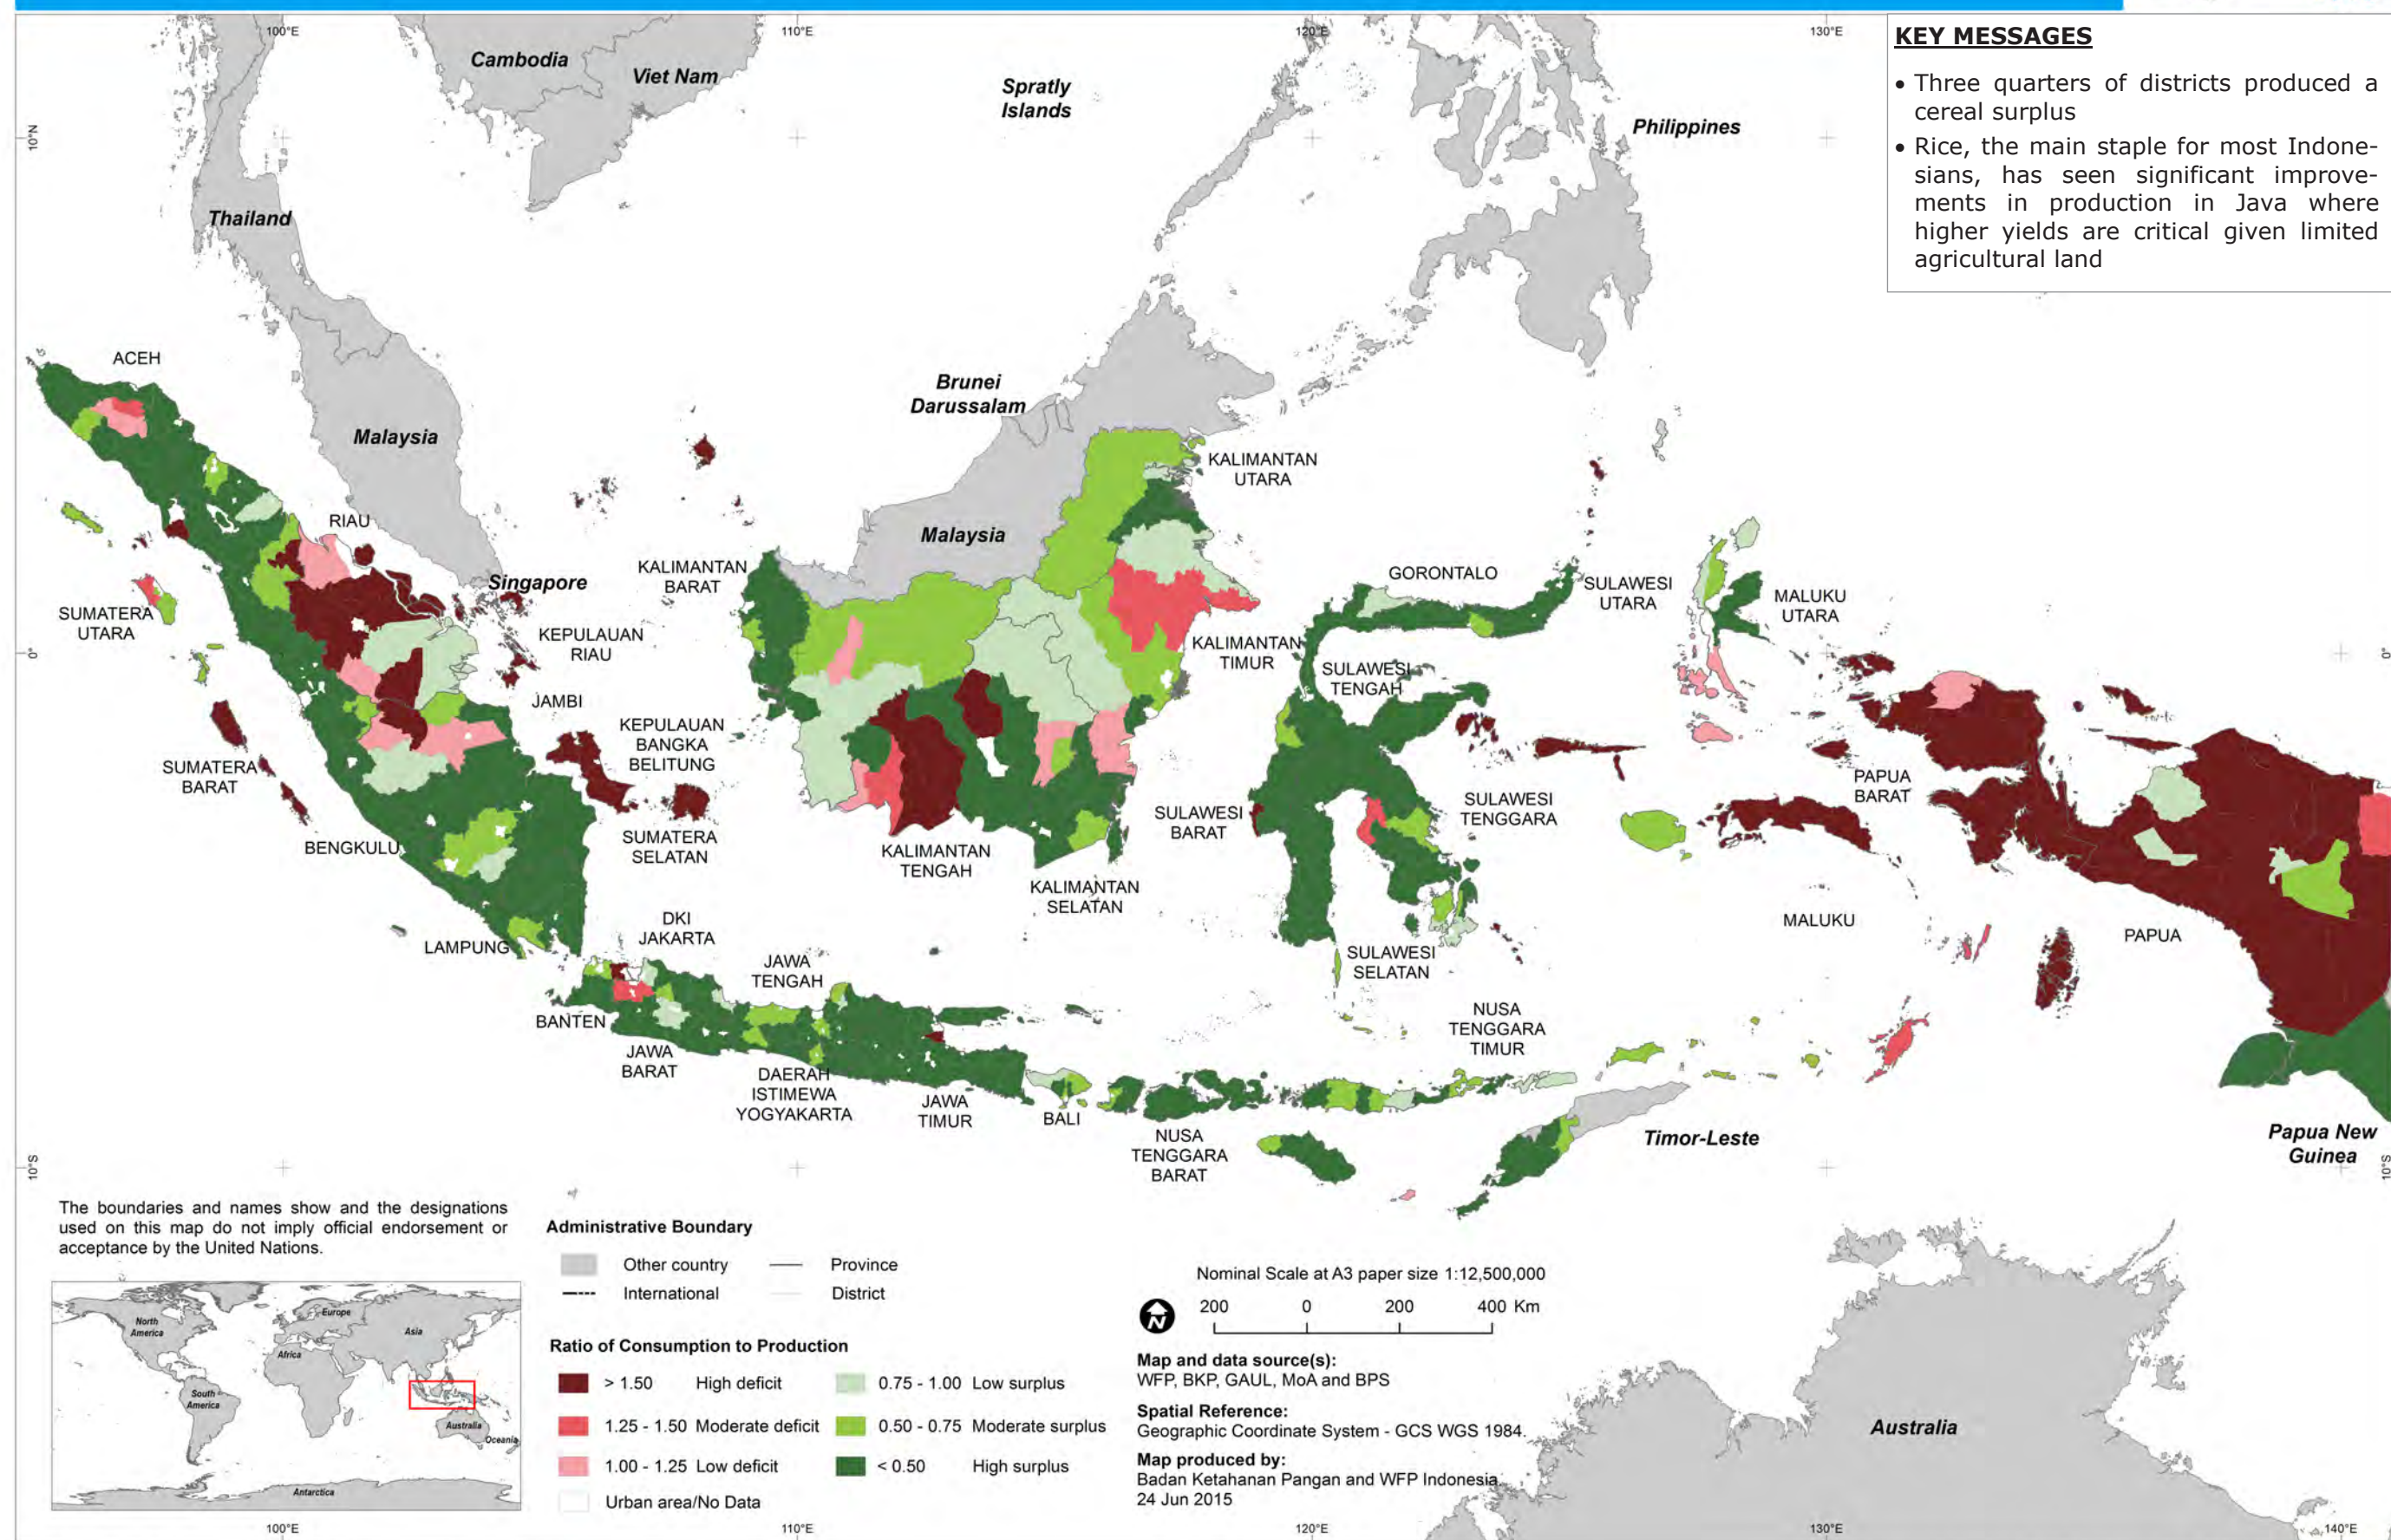 100°E
110°E
120°E
130°E
KEY MESSAGES
• Three quarters of districts produced a
cereal surplus
• Rice, the main staple for most Indone-
sians, has seen significant improve-
ments in production in Java where
higher yields are critical given limited
agricultural land
Cambodia
Viet Nam
Spratly
Islands
Philippines
10°N
10°N
Thailand
ACEH
Malaysia
Brunei
Darussalam
KALIMANTAN
UTARA
RIAU
Malaysia
Singapore
KALIMANTAN
BARAT
GORONTALO
SULAWESI
UTARA
MALUKU
UTARA
SUMATERA
UTARA
KEPULAUAN
RIAU
KALIMANTAN
TIMUR
0°
0°
SULAWESI
TENGAH
JAMBI
KEPULAUAN
BANGKA
BELITUNG
SUMATERA
BARAT
PAPUA
BARAT
SULAWESI
BARAT
SULAWESI
TENGGARA
BENGKULU
SUMATERA
SELATAN
KALIMANTAN
TENGAH
KALIMANTAN
SELATAN
MALUKU
PAPUA
LAMPUNG
DKI
JAKARTA
JAWA
TENGAH
SULAWESI
SELATAN
BANTEN
NUSA
TENGGARA
TIMUR
JAWA
BARAT
DAERAH
ISTIMEWA
YOGYAKARTA
JAWA
TIMUR
BALI
NUSA
TENGGARA
BARAT
Timor-Leste
Papua New
Guinea
10°S
10°S
The boundaries and names show and the designations
used on this map do not imply official endorsement or
acceptance by the United Nations.
North
America
Europe
Asia
Africa
South
America
Australia
Oceania
Antarctica
Administrative Boundary
Other country
Province
International
District
Ratio of Consumption to Production
> 1.50 High deficit
0.75 - 1.00 Low surplus
1.25 - 1.50 Moderate deficit
0.50 - 0.75 Moderate surplus
1.00 - 1.25 Low deficit
< 0.50 High surplus
Urban area/No Data
Nominal Scale at A3 paper size 1:12,500,000
N
200 0 200 400 Km
Map and data source(s):
WFP, BKP, GAUL, MoA and BPS
Spatial Reference:
Geographic Coordinate System - GCS WGS 1984.
Map produced by:
Badan Ketahanan Pangan and WFP Indonesia.
24 Jun 2015
Australia
100°E
110°E
120°E
130°E
140°E